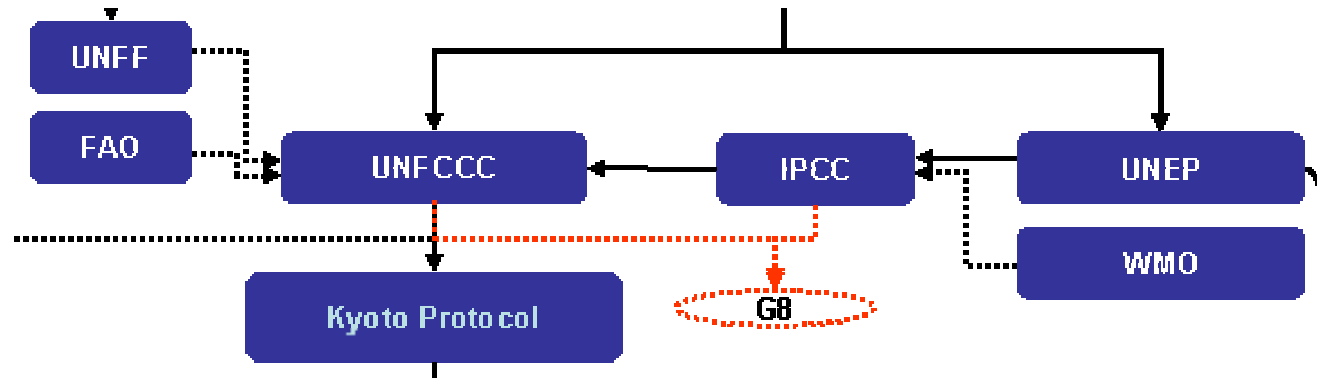 UNFF
FAO
UNFCCC
IPCC
UNEP
WMO
Kyoto Protocol
G8